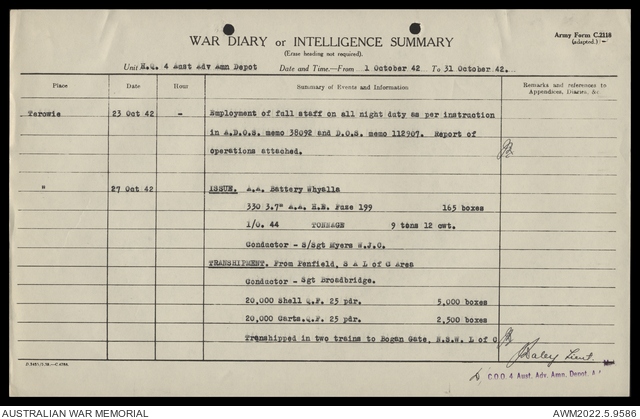 Army Form C.2118
(adapted.)
WAR DIARY or INTELLIGENCE SUMMARY
(Erase heading not required).
Unit H.Q. 4 Aust Adv Amn Depot Date and Time.—From 1 October 42 To 31 October 42.
Place Date Hour Summary of Events and Information Remarks and references to Appendices, Diaries, &c
Terowie 23 Oct 42 - Employment of full staff on all night duty as per instruction
in A.D.O.S. memo 38092 and D.O.S. memo 112907. Report of
operations attached.
" 27 Oct 42 ISSUE. A.A. Battery Whyalla
330 3.7" A.A. H.E. Fuze 199 165 boxes
I/O. 44 TONNAGE 9 tons 12 cwt.
Conductor - S/Sgt Myers W.J.C.
TRANSHIPMENT. From Penfield, S A L of C Area
Conductor - Sgt Broadbridge.
20,000 Shell Q.F. 25 pdr. 5,000 boxes
20,000 Carts.Q.F. 25 pdr. 2,500 boxes
Transhipped in two trains to Bogan Gate, N.S.W. L of C
Daley Lieut.
C.O.O. 4 Aust. Adv. Amn. Depot.
AUSTRALIAN WAR MEMORIAL AWM2022.5.9586